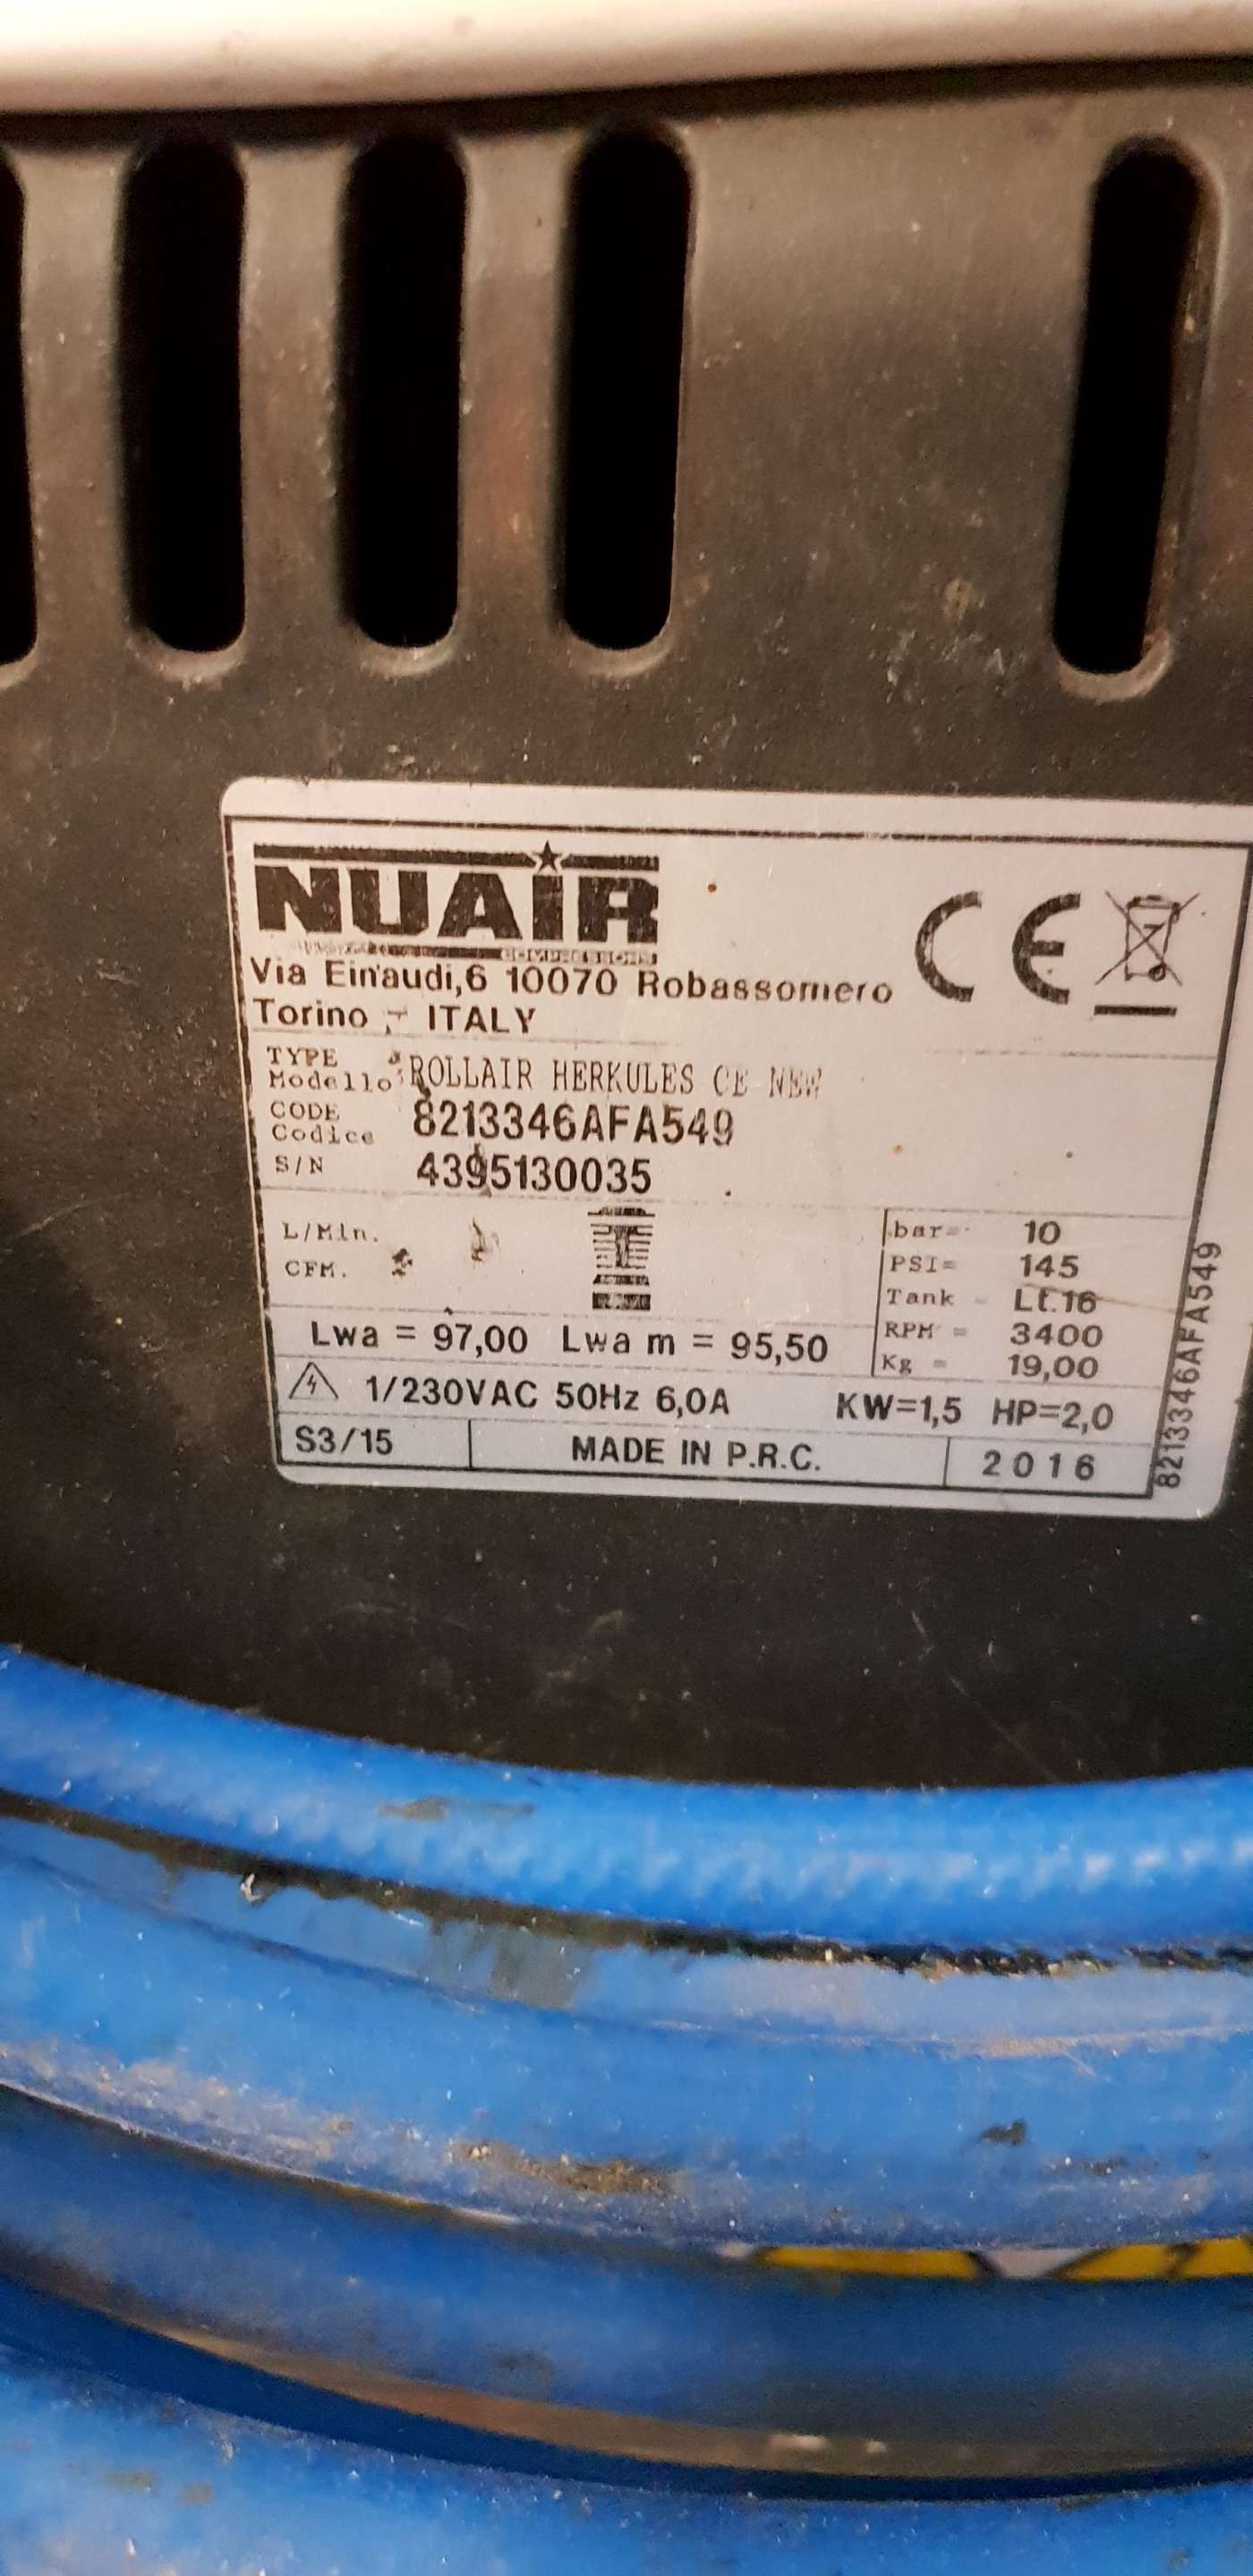 NUAIR
Via Einaudi,6 10070 Robassomero
Torino - ITALY
TYPE
Modello ROLLAIR HERKULES CE NEW
CODE
Codice 8213346AFA549
S/N 4395130035
L/Min.
CFM.
bar= 10
PSI= 145
Tank = Lt.16
RPM = 3400
Kg = 19,00
Lwa = 97,00 Lwa m = 95,50
1/230VAC 50Hz 6,0A KW=1,5 HP=2,0
S3/15 MADE IN P.R.C. 2016
8213346AFA549